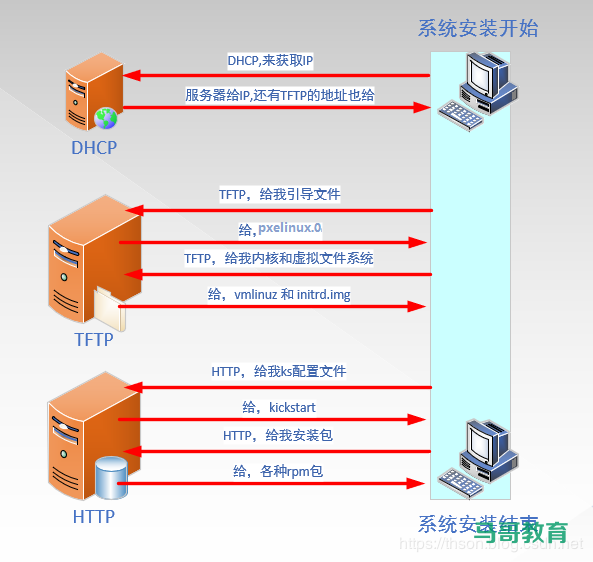 系统安装开始
DHCP,来获取IP
服务器给IP,还有TFTP的地址也给
DHCP
TFTP，给我引导文件
给,pxelinux.0
TFTP，给我内核和虚拟文件系统
给，vmlinuz 和 initrd.img
TFTP
HTTP，给我ks配置文件
给，kickstart
HTTP，给我安装包
给，各种rpm包
HTTP
系统安装结束
马哥教育
https://thson.blog.csdn.net